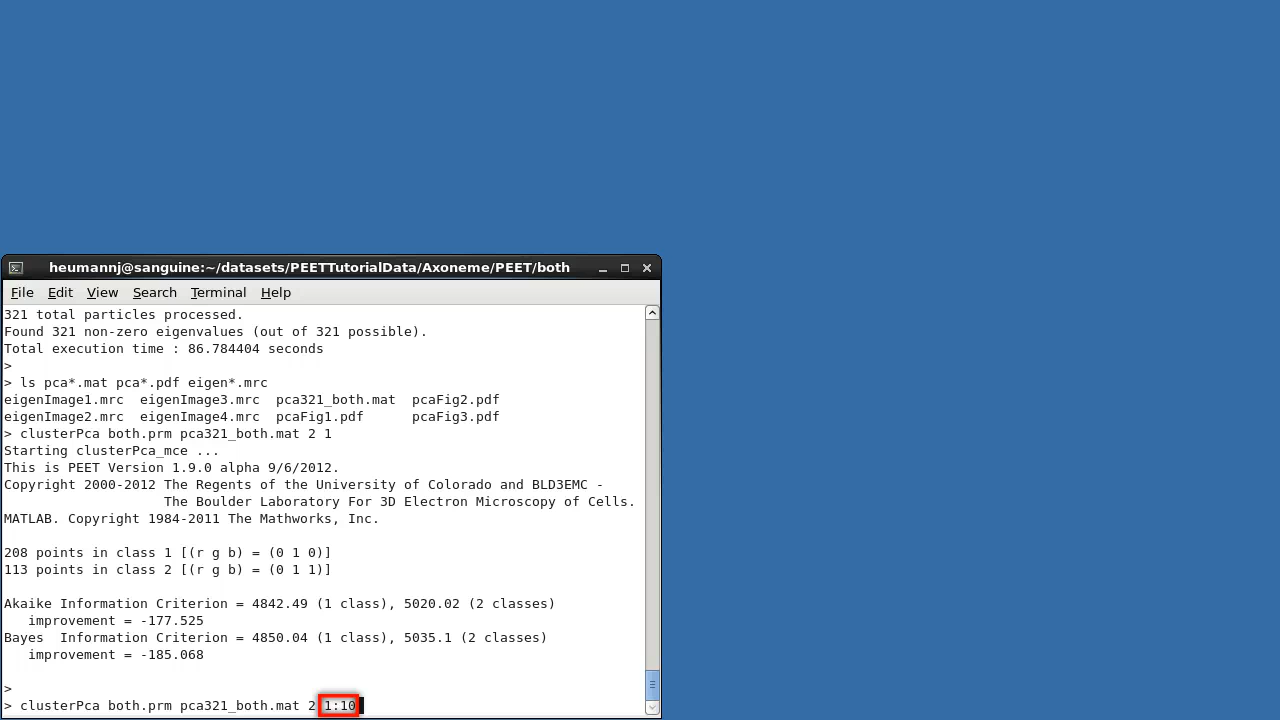 heumannj@sanguine:~/datasets/PEETTutorialData/Axoneme/PEET/both
File Edit View Search Terminal Help
321 total particles processed.
Found 321 non-zero eigenvalues (out of 321 possible).
Total execution time : 86.784404 seconds
>
> ls pca*.mat pca*.pdf eigen*.mrc
eigenImage1.mrc  eigenImage3.mrc  pca321_both.mat  pcaFig2.pdf
eigenImage2.mrc  eigenImage4.mrc  pcaFig1.pdf      pcaFig3.pdf
> clusterPca both.prm pca321_both.mat 2 1
Starting clusterPca_mce ...
This is PEET Version 1.9.0 alpha 9/6/2012.
Copyright 2000-2012 The Regents of the University of Colorado and BLD3EMC -
The Boulder Laboratory For 3D Electron Microscopy of Cells.
MATLAB. Copyright 1984-2011 The Mathworks, Inc.
208 points in class 1 [(r g b) = (0 1 0)]
113 points in class 2 [(r g b) = (0 1 1)]
Akaike Information Criterion = 4842.49 (1 class), 5020.02 (2 classes)
improvement = -177.525
Bayes  Information Criterion = 4850.04 (1 class), 5035.1 (2 classes)
improvement = -185.068
>
> clusterPca both.prm pca321_both.mat 2 1:10